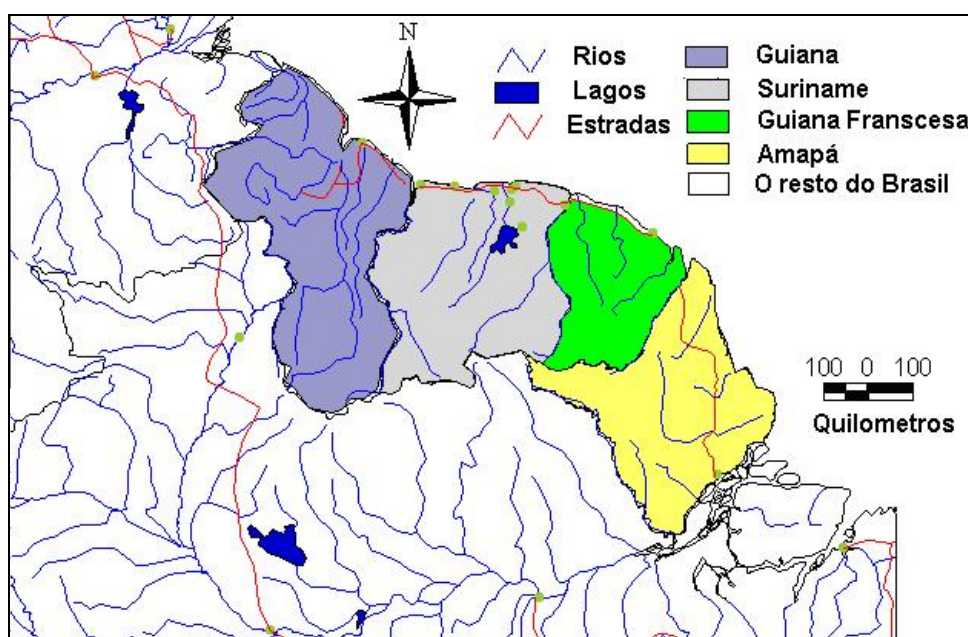 N
Rios
Lagos
Estradas
Guiana
Suriname
Guiana Franscesa
Amapá
O resto do Brasil
100 0 100
Quilometros